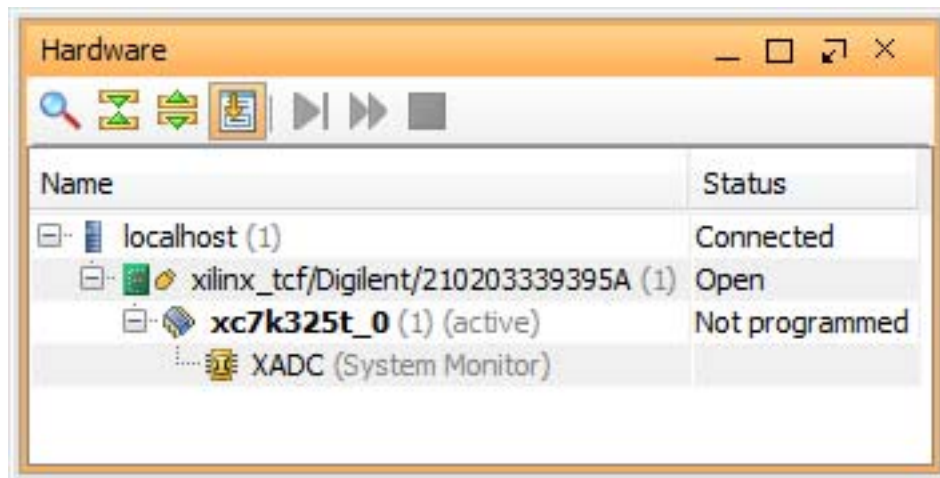 Hardware
Name Status
localhost (1) Connected
xilinx_tcf/Digilent/210203339395A (1) Open
xc7k325t_0 (1) (active) Not programmed
XADC (System Monitor)